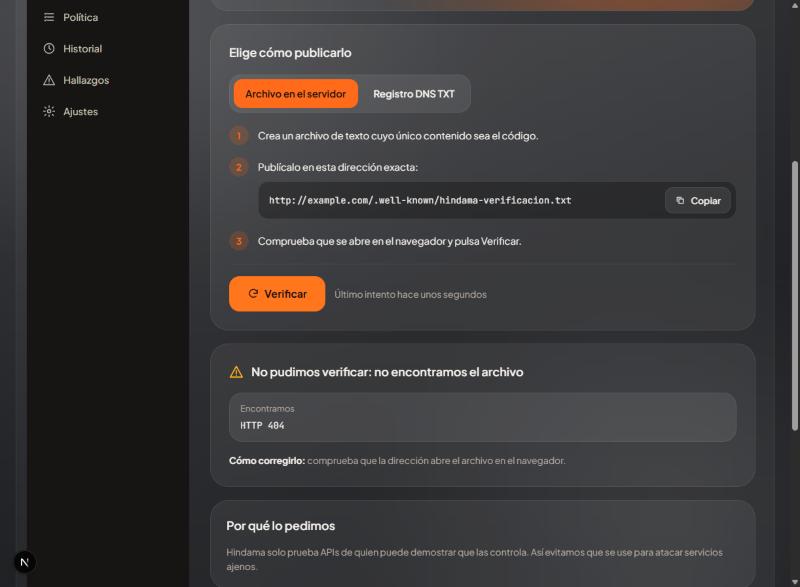 Política
Historial
Hallazgos
Ajustes
Elige cómo publicarlo
Archivo en el servidor
Registro DNS TXT
1 Crea un archivo de texto cuyo único contenido sea el código.
2 Publícalo en esta dirección exacta:
http://example.com/.well-known/hindama-verificacion.txt
Copiar
3 Comprueba que se abre en el navegador y pulsa Verificar.
Verificar
Último intento hace unos segundos
No pudimos verificar: no encontramos el archivo
Encontramos
HTTP 404
Cómo corregirlo: comprueba que la dirección abre el archivo en el navegador.
Por qué lo pedimos
Hindama solo prueba APIs de quien puede demostrar que las controla. Así evitamos que se use para atacar servicios
ajenos.
N